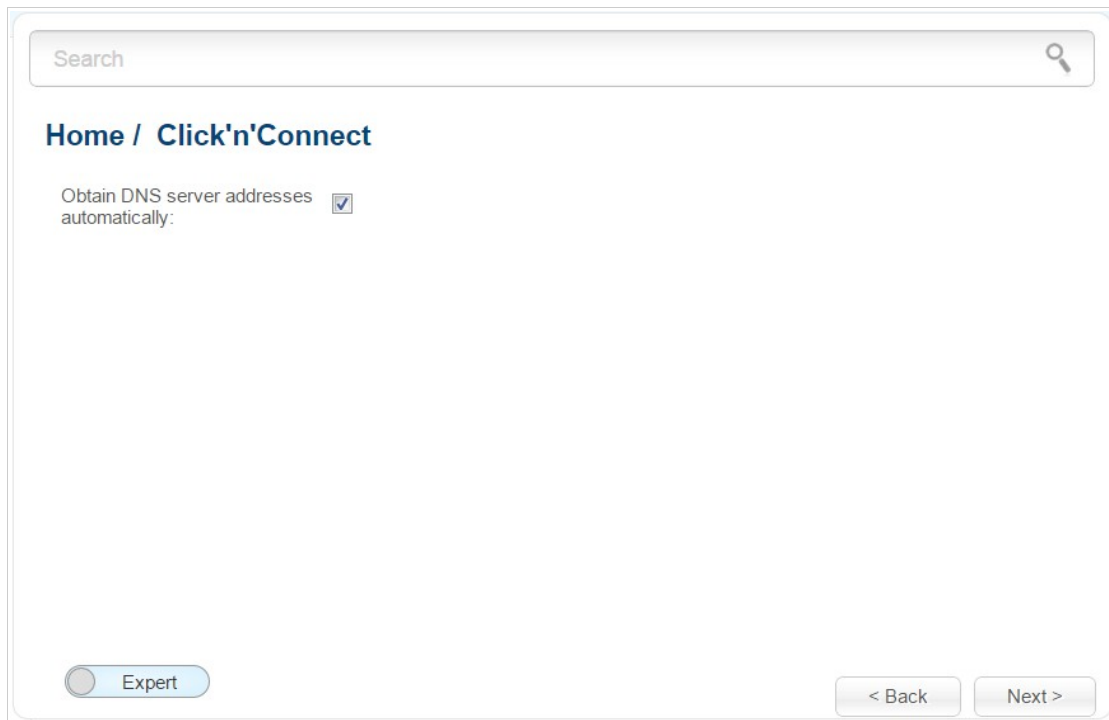 Search
Home / Click'n'Connect
Obtain DNS server addresses
automatically:
Expert
< Back
Next >